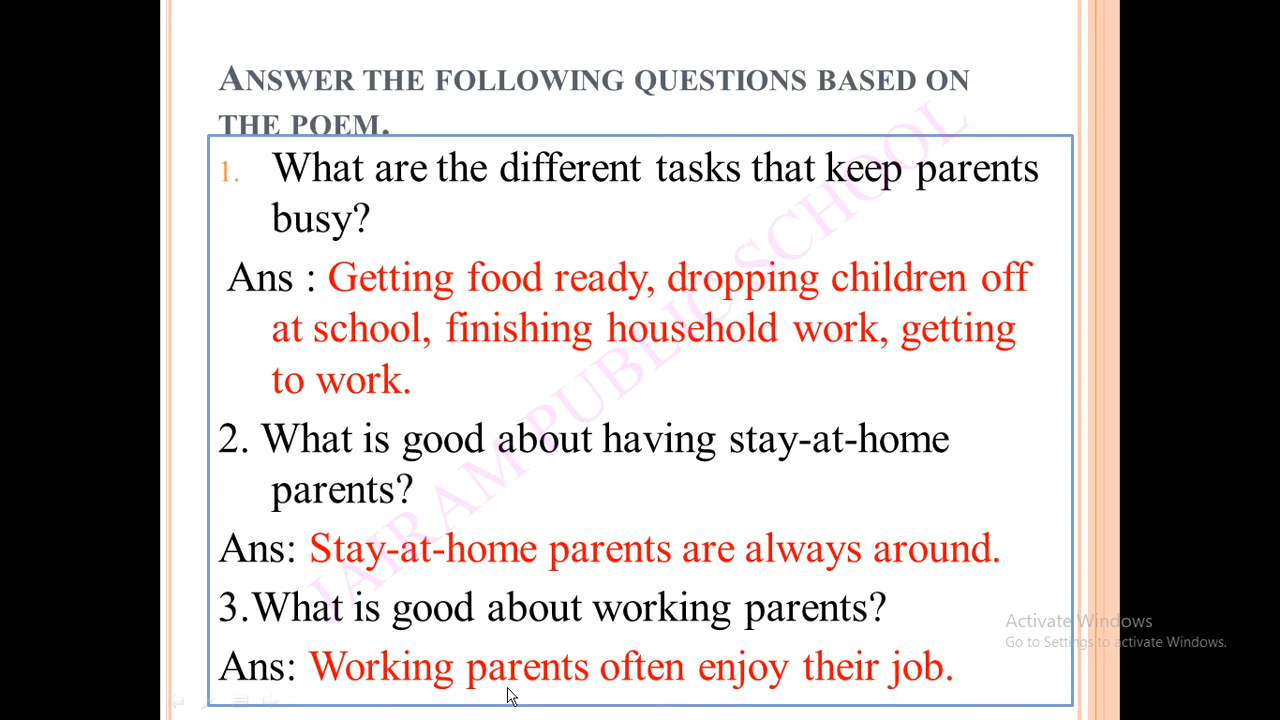 ANSWER THE FOLLOWING QUESTIONS BASED ON
THE POEM.
1. What are the different tasks that keep parents
busy?
Ans : Getting food ready, dropping children off
at school, finishing household work, getting
to work.
2. What is good about having stay-at-home
parents?
Ans: Stay-at-home parents are always around.
3.What is good about working parents?
Ans: Working parents often enjoy their job.
JAIRAM PUBLIC SCHOOL
Activate Windows
Go to Settings to activate Windows.